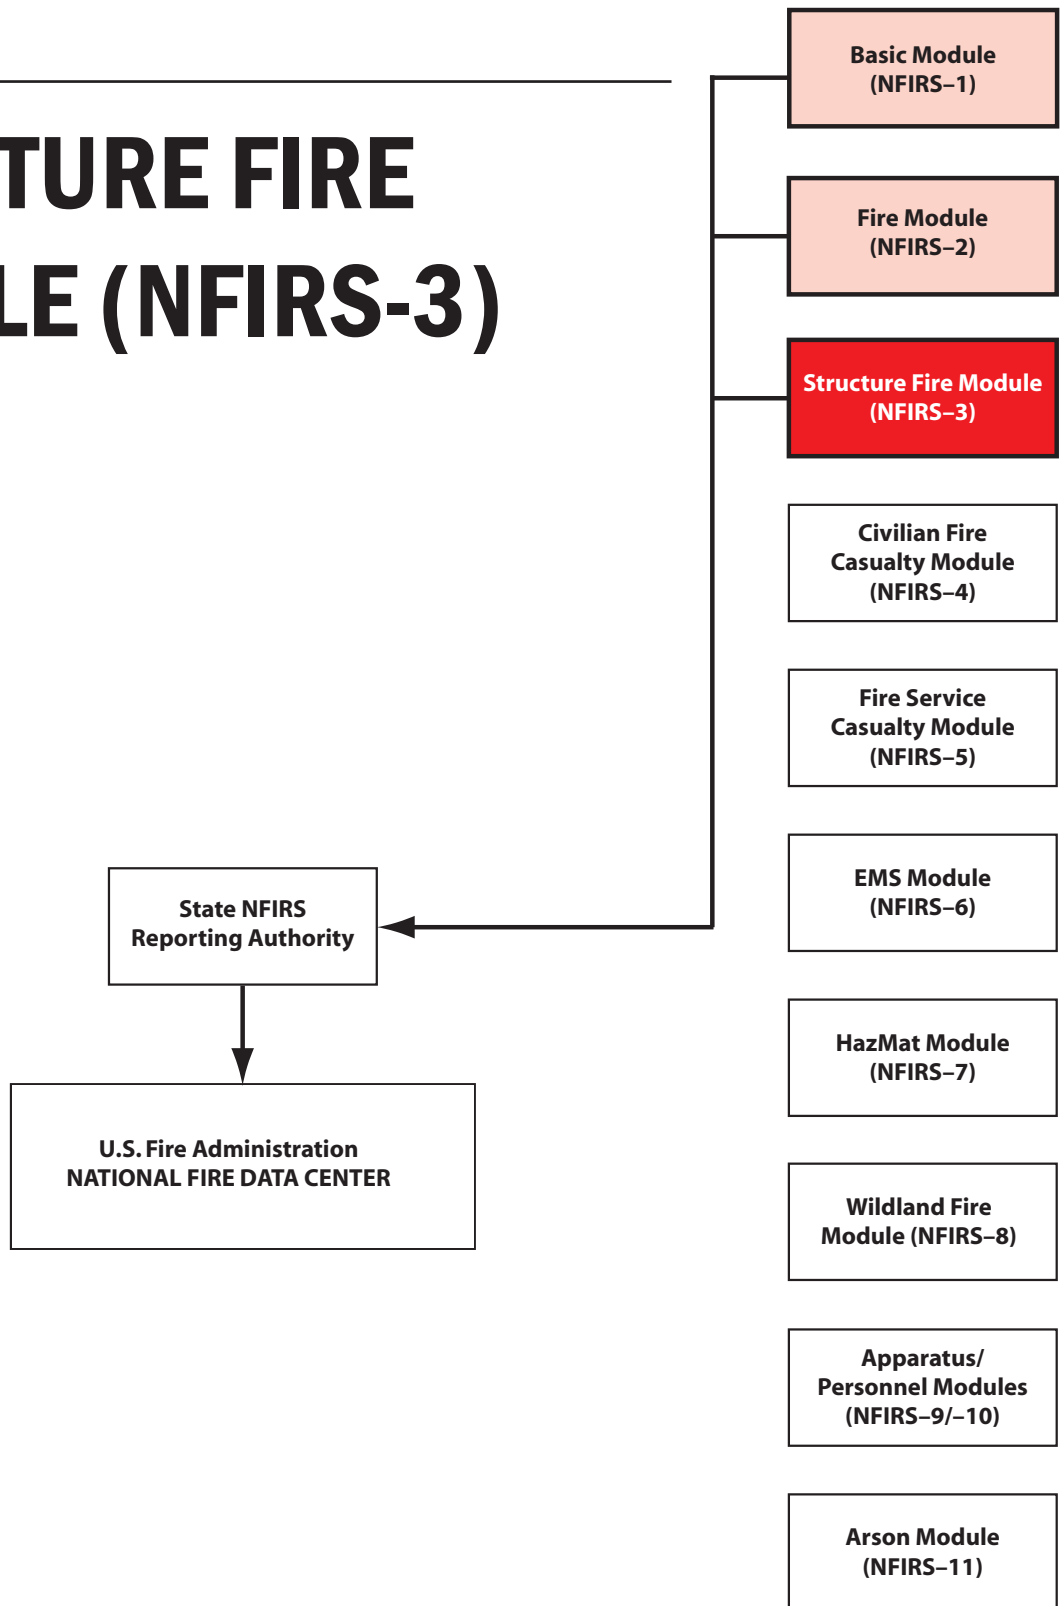 TURE FIRE
LE (NFIRS-3)
Basic Module
(NFIRS–1)
Fire Module
(NFIRS–2)
Structure Fire Module
(NFIRS–3)
Civilian Fire
Casualty Module
(NFIRS–4)
Fire Service
Casualty Module
(NFIRS–5)
EMS Module
(NFIRS–6)
HazMat Module
(NFIRS–7)
Wildland Fire
Module (NFIRS–8)
Apparatus/
Personnel Modules
(NFIRS–9/–10)
Arson Module
(NFIRS–11)
State NFIRS
Reporting Authority
U.S. Fire Administration
NATIONAL FIRE DATA CENTER